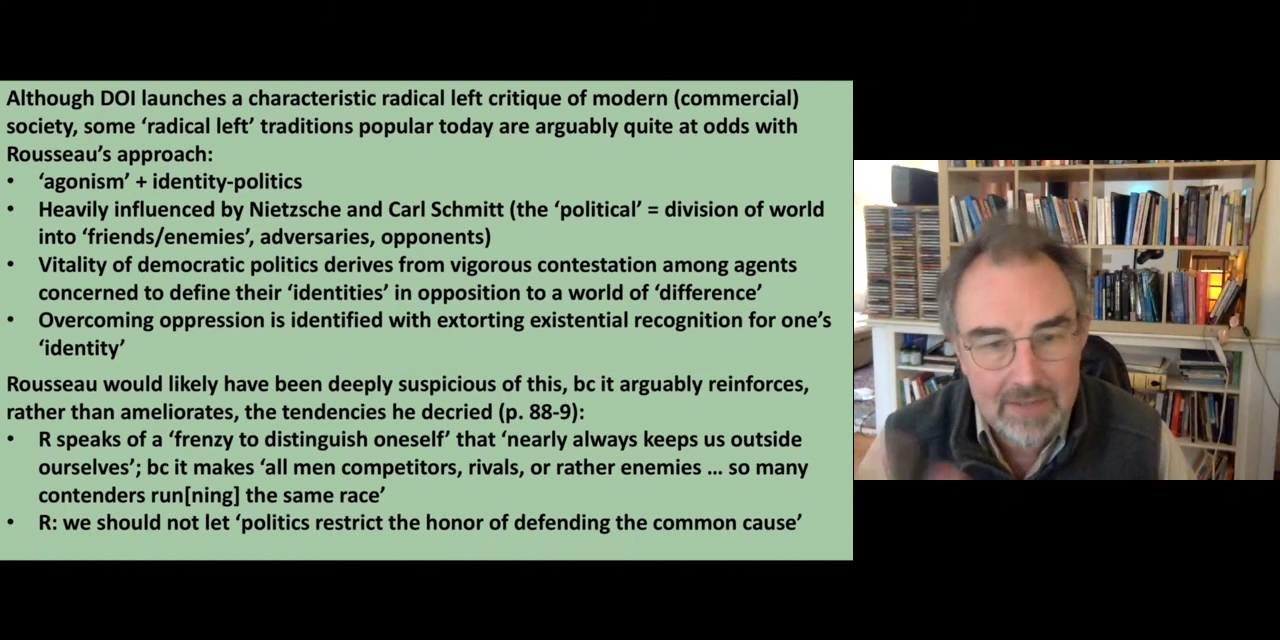 Although DOI launches a characteristic radical left critique of modern (commercial)
society, some ‘radical left’ traditions popular today are arguably quite at odds with
Rousseau’s approach:
• ‘agonism’ + identity-politics
• Heavily influenced by Nietzsche and Carl Schmitt (the ‘political’ = division of world
into ‘friends/enemies’, adversaries, opponents)
• Vitality of democratic politics derives from vigorous contestation among agents
concerned to define their ‘identities’ in opposition to a world of ‘difference’
• Overcoming oppression is identified with extorting existential recognition for one’s
‘identity’
Rousseau would likely have been deeply suspicious of this, bc it arguably reinforces,
rather than ameliorates, the tendencies he decried (p. 88-9):
• R speaks of a ‘frenzy to distinguish oneself’ that ‘nearly always keeps us outside
ourselves’; bc it makes ‘all men competitors, rivals, or rather enemies … so many
contenders run[ning] the same race’
• R: we should not let ‘politics restrict the honor of defending the common cause’